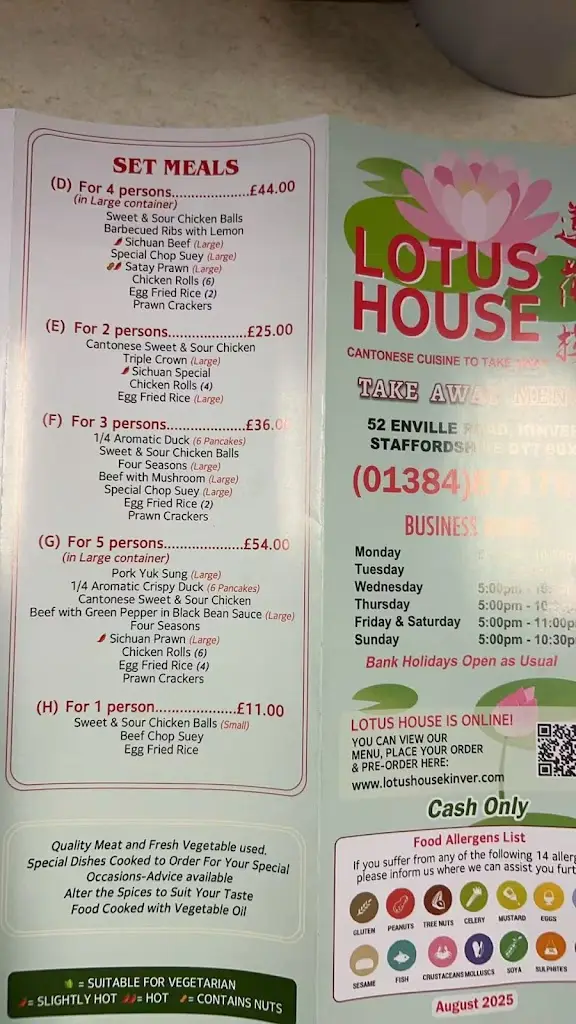 SET MEALS
(D) For 4 persons....................£44.00
(in Large container)
Sweet & Sour Chicken Balls
Barbecued Ribs with Lemon
Sichuan Beef (Large)
Special Chop Suey (Large)
Satay Prawn (Large)
Chicken Rolls (6)
Egg Fried Rice (2)
Prawn Crackers
(E) For 2 persons....................£25.00
Cantonese Sweet & Sour Chicken
Triple Crown (Large)
Sichuan Special
Chicken Rolls (4)
Egg Fried Rice (Large)
(F) For 3 persons....................£36.00
1/4 Aromatic Duck (6 Pancakes)
Sweet & Sour Chicken Balls
Four Seasons (Large)
Beef with Mushroom (Large)
Special Chop Suey (Large)
Egg Fried Rice (2)
Prawn Crackers
(G) For 5 persons....................£54.00
(in Large container)
Pork Yuk Sung (Large)
1/4 Aromatic Crispy Duck (6 Pancakes)
Cantonese Sweet & Sour Chicken
Beef with Green Pepper in Black Bean Sauce (Large)
Four Seasons
Sichuan Prawn (Large)
Chicken Rolls (6)
Egg Fried Rice (4)
Prawn Crackers
(H) For 1 person.....................£11.00
Sweet & Sour Chicken Balls (Small)
Beef Chop Suey
Egg Fried Rice
Quality Meat and Fresh Vegetable used.
Special Dishes Cooked to Order For Your Special
Occasions-Advice available
Alter the Spices to Suit Your Taste
Food Cooked with Vegetable Oil
= SUITABLE FOR VEGETARIAN
= SLIGHTLY HOT = HOT = CONTAINS NUTS
LOTUS
HOUSE
CANTONESE CUISINE TO TAKE
TAKE AWAY MENU
52 ENVILLE ROAD, KINVER
STAFFORDSHIRE
(01384)
BUSINESS
Monday
Tuesday
Wednesday 5:00pm -
Thursday 5:00pm -
Friday & Saturday 5:00pm - 11:00pm
Sunday 5:00pm - 10:30pm
Bank Holidays Open as Usual
LOTUS HOUSE IS ONLINE!
YOU CAN VIEW OUR
MENU, PLACE YOUR ORDER
& PRE-ORDER HERE:
www.lotushousekinver.com
Cash Only
Food Allergens List
If you suffer from any of the following 14
please inform us where we can assist you
GLUTEN PEANUTS TREE NUTS CELERY MUSTARD EGGS
SESAME FISH CRUSTACEANS MOLLUSCS SOYA SULPHITES
August 2025